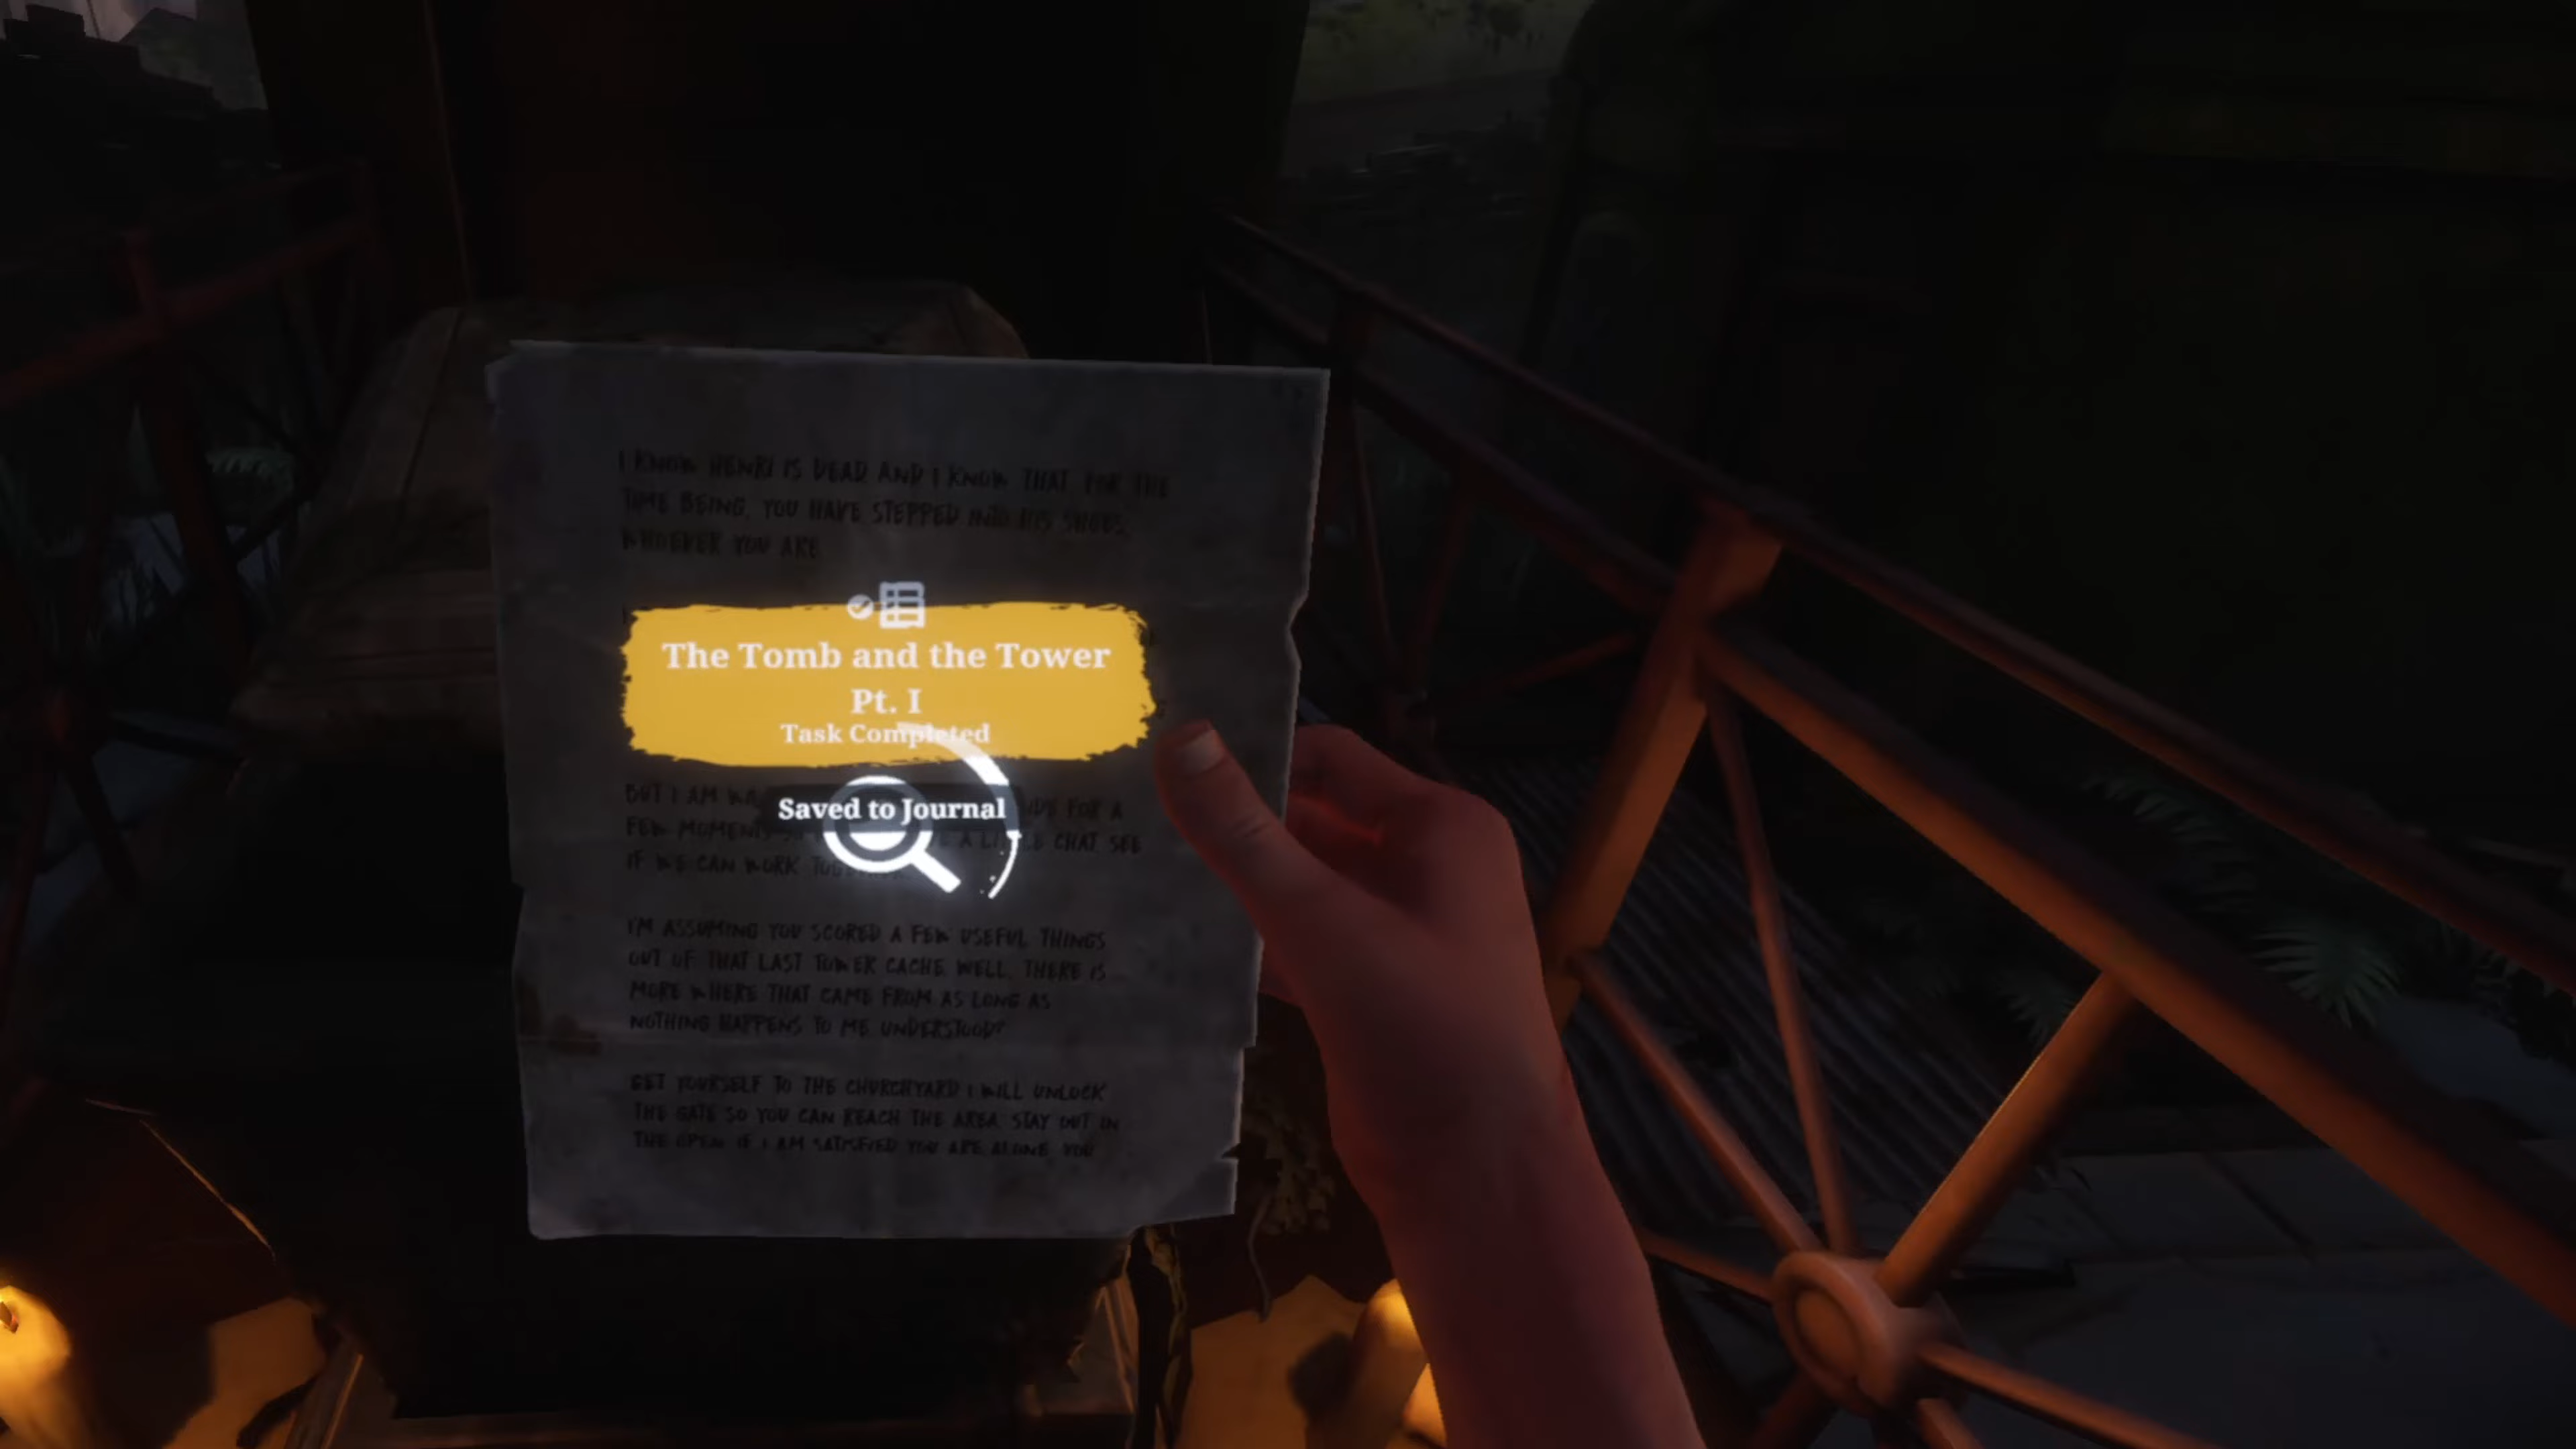 I KNOW HENRI IS DEAD AND I KNOW THAT, FOR THE
TIME BEING, YOU HAVE STEPPED INTO HIS SHOES,
WHOEVER YOU ARE
The Tomb and the Tower
Pt. I
Task Completed
BUT I AM FOR A
Saved to Journal
FEW MOMENTS A LITTLE CHAT SEE
IF WE CAN WORK
I'M ASSUMING YOU SCORED A FEW USEFUL THINGS
OUT OF THAT LAST TOWER CACHE. WELL, THERE IS
MORE WHERE THAT CAME FROM AS LONG AS
NOTHING HAPPENS TO ME. UNDERSTOOD?
GET YOURSELF TO THE CHURCHYARD I WILL UNLOCK
THE GATE SO YOU CAN REACH THE AREA. STAY OUT IN
THE OPEN. IF I AM SATISFIED YOU ARE ALONE, YOU